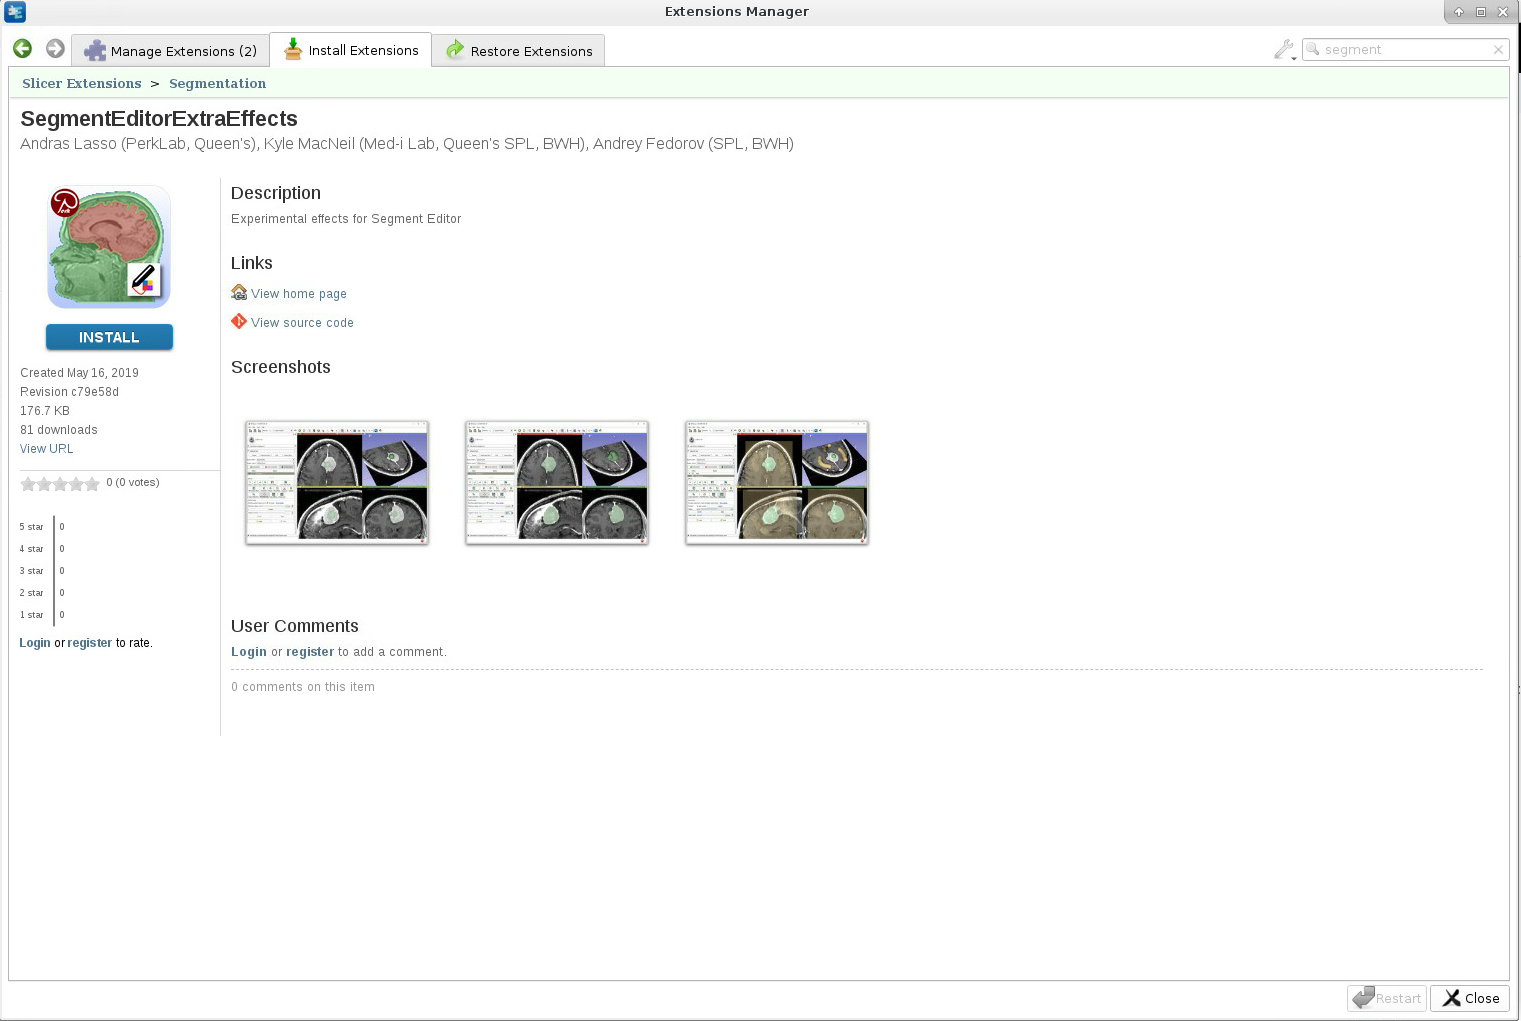 Extensions Manager
Manage Extensions (2)
Install Extensions
Restore Extensions
segment
Slicer Extensions > Segmentation
SegmentEditorExtraEffects
Andras Lasso (PerkLab, Queen's), Kyle MacNeil (Med-i Lab, Queen's SPL, BWH), Andrey Fedorov (SPL, BWH)
Perk
INSTALL
Created May 16, 2019
Revision c79e58d
176.7 KB
81 downloads
View URL
0 (0 votes)
5 star 0
4 star 0
3 star 0
2 star 0
1 star 0
Login or register to rate.
Description
Experimental effects for Segment Editor
Links
View home page
View source code
Screenshots
User Comments
Login or register to add a comment.
0 comments on this item
Restart
Close